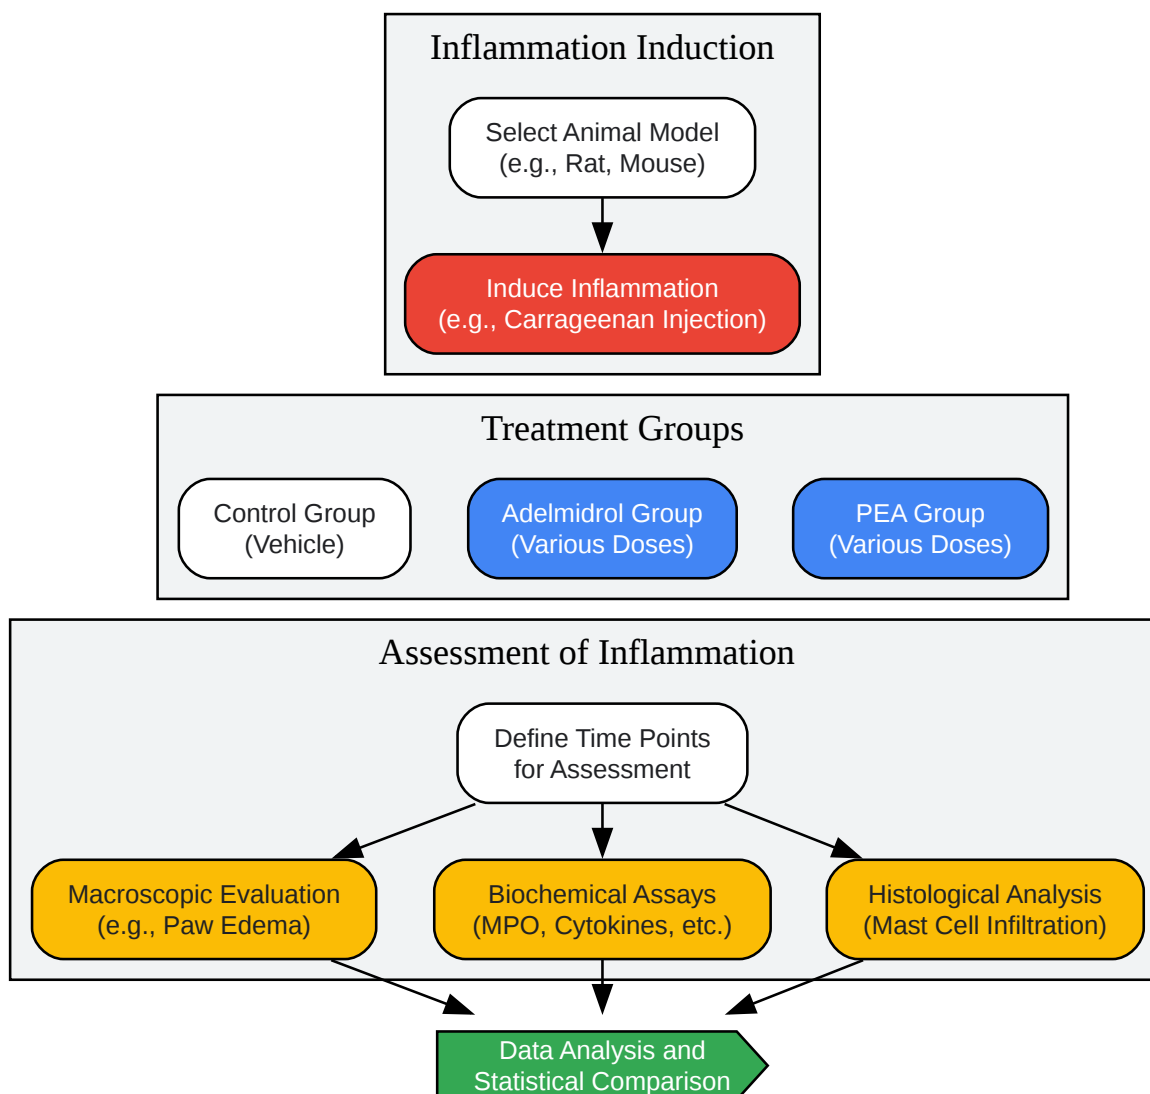 Inflammation Induction
Select Animal Model
(e.g., Rat, Mouse)
Induce Inflammation
(e.g., Carrageenan Injection)
Treatment Groups
Control Group
(Vehicle)
Adelmidrol Group
(Various Doses)
PEA Group
(Various Doses)
Assessment of Inflammation
Define Time Points
for Assessment
Macroscopic Evaluation
(e.g., Paw Edema)
Biochemical Assays
(MPO, Cytokines, etc.)
Histological Analysis
(Mast Cell Infiltration)
Data Analysis and
Statistical Comparison